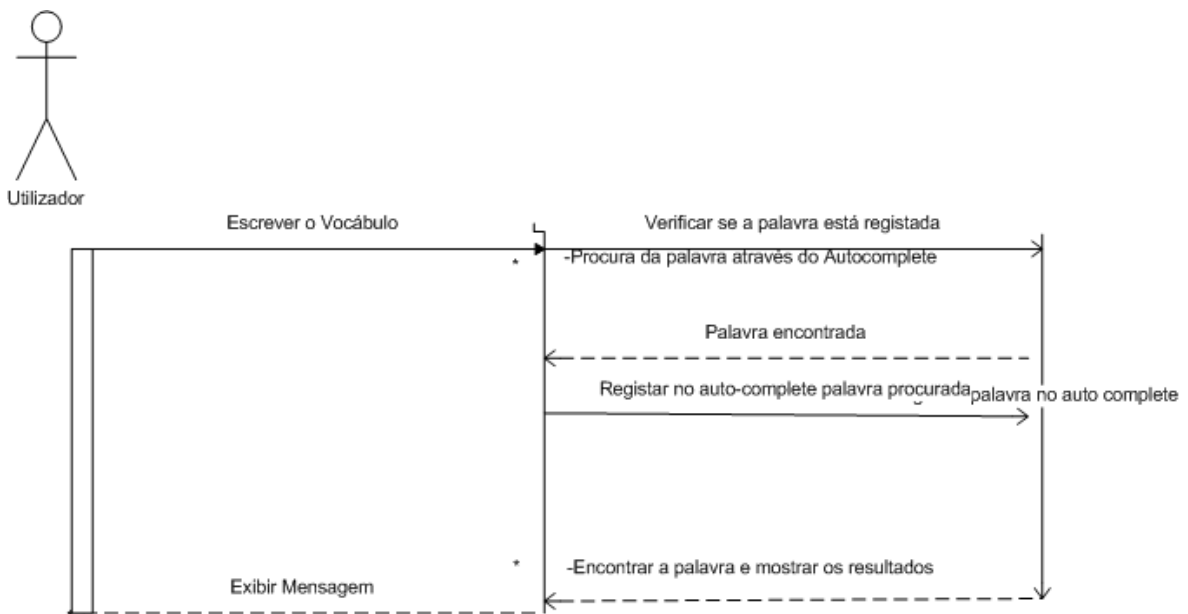 Utilizador
Escrever o Vocábulo
Verificar se a palavra está registada
* -Procura da palavra através do Autocomplete
Palavra encontrada
Registar no auto-complete palavra procurada
palavra no auto complete
* -Encontrar a palavra e mostrar os resultados
Exibir Mensagem